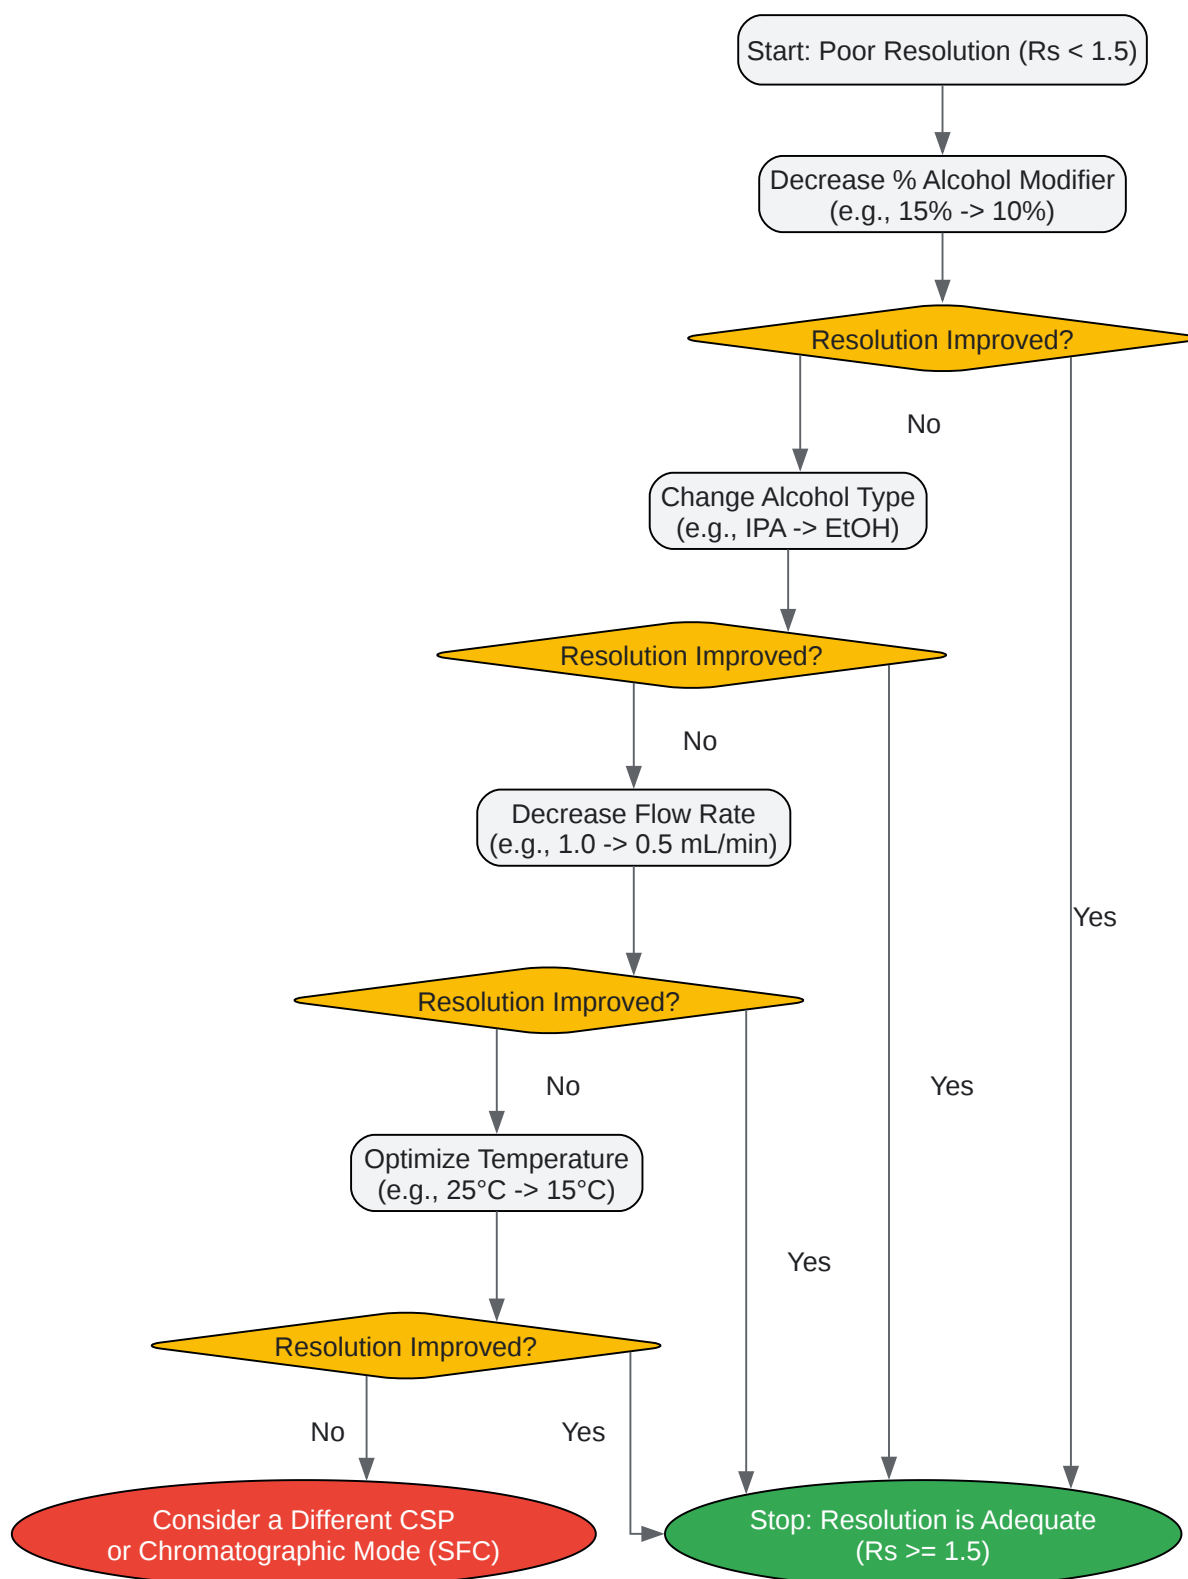 Start: Poor Resolution (Rs < 1.5)
Decrease % Alcohol Modifier
(e.g., 15% -> 10%)
Resolution Improved?
No
Change Alcohol Type
(e.g., IPA -> EtOH)
Resolution Improved?
No
Decrease Flow Rate
(e.g., 1.0 -> 0.5 mL/min)
Yes
Resolution Improved?
No
Yes
Optimize Temperature
(e.g., 25°C -> 15°C)
Yes
Resolution Improved?
No
Yes
Consider a Different CSP
or Chromatographic Mode (SFC)
Stop: Resolution is Adequate
(Rs >= 1.5)